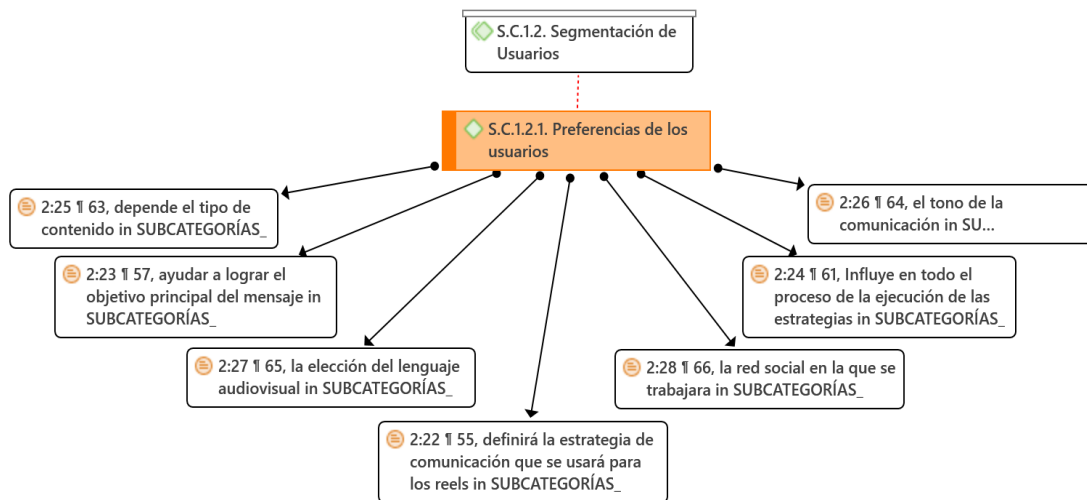 S.C.1.2. Segmentación de
Usuarios
S.C.1.2.1. Preferencias de los
usuarios
2:25 ¶ 63, depende el tipo de
contenido in SUBCATEGORÍAS_
2:26 ¶ 64, el tono de la
comunicación in SU...
2:23 ¶ 57, ayudar a lograr el
objetivo principal del mensaje in
SUBCATEGORÍAS_
2:24 ¶ 61, Influye en todo el
proceso de la ejecución de las
estrategias in SUBCATEGORÍAS_
2:27 ¶ 65, la elección del lenguaje
audiovisual in SUBCATEGORÍAS_
2:28 ¶ 66, la red social en la que se
trabajara in SUBCATEGORÍAS_
2:22 ¶ 55, definirá la estrategia de
comunicación que se usará para
los reels in SUBCATEGORÍAS_